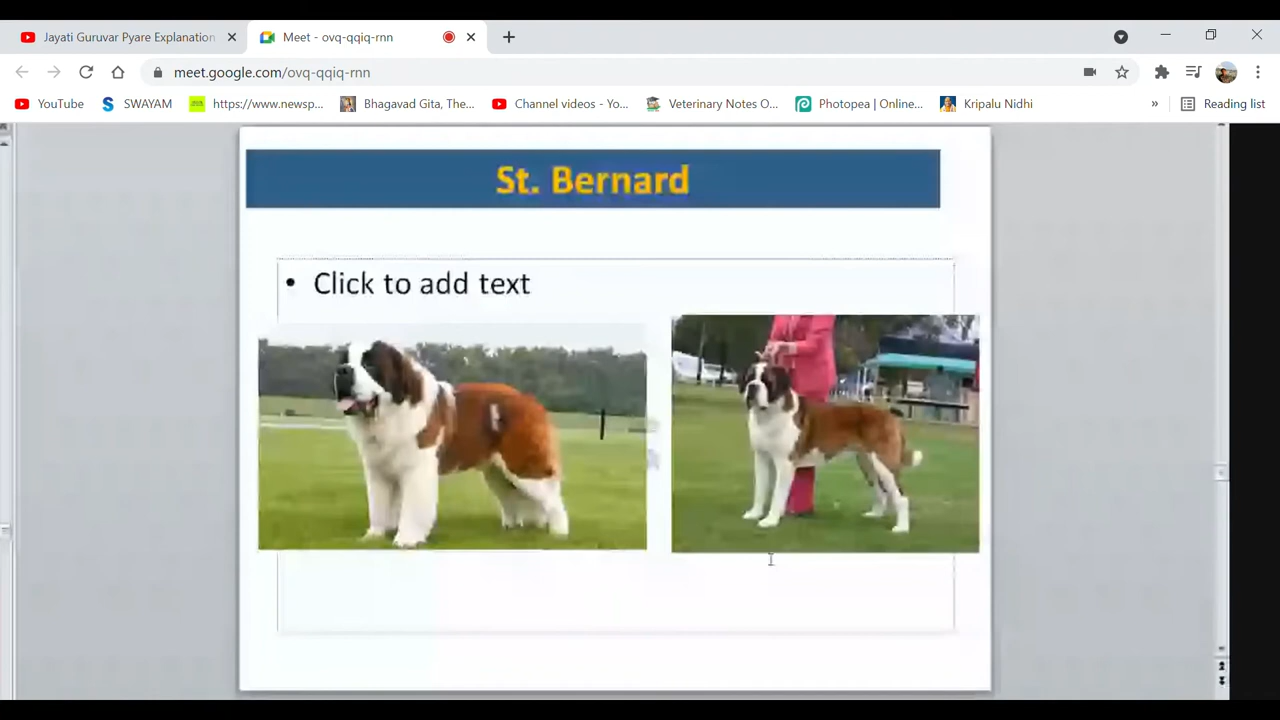 Jayati Guruvar Pyare Explanation
Meet - ovq-qqiq-rnn
meet.google.com/ovq-qqiq-rnn
YouTube
SWAYAM
https://www.newsp...
Bhagavad Gita, The...
Channel videos - Yo...
Veterinary Notes O...
Photopea | Online...
Kripalu Nidhi
»
Reading list
St. Bernard
• Click to add text